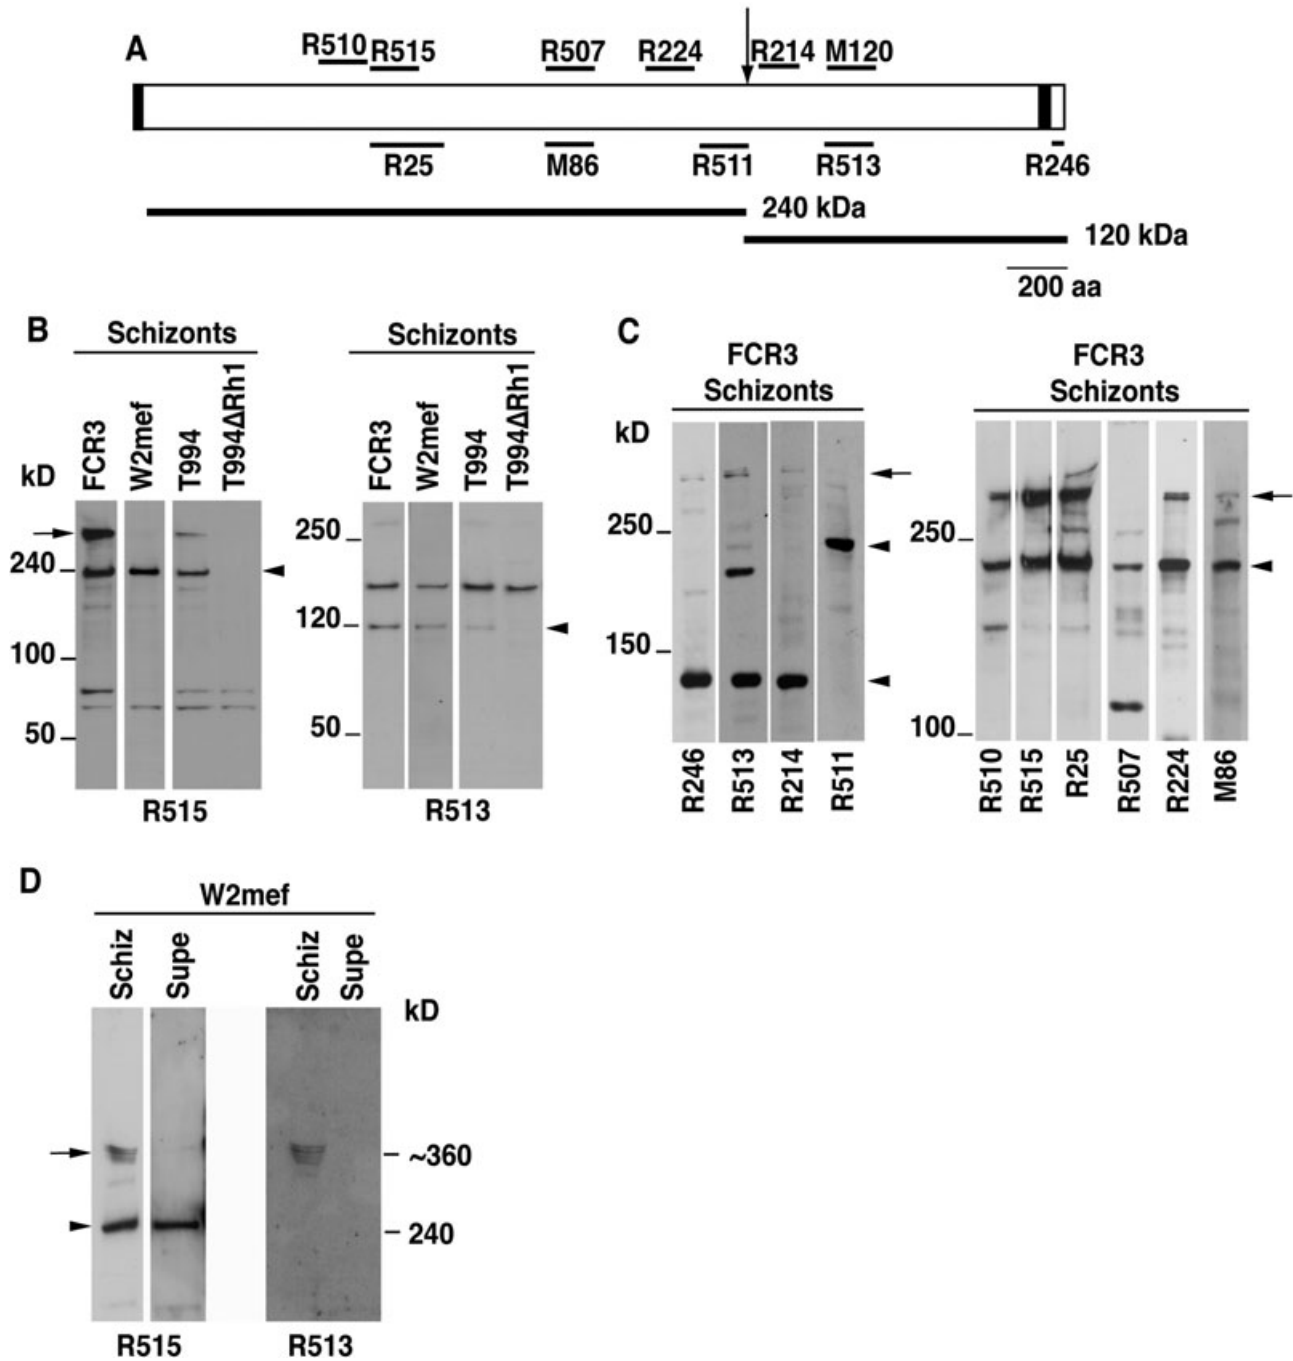 A
R510 R515 R507 R224 R214 M120
R25 M86 R511 R513 R246
240 kDa
120 kDa
200 aa
B
Schizonts Schizonts
kD FCR3 W2mef T994 T994ΔRh1
FCR3 W2mef T994 T994ΔRh1
240
100
50
250
120
50
R515 R513
C
FCR3 FCR3
Schizonts Schizonts
kD
250
150
250
100
R246 R513 R214 R511
R510 R515 R25 R507 R224 M86
D
W2mef
Schiz Supe Schiz Supe
kD
~360
240
R515 R513